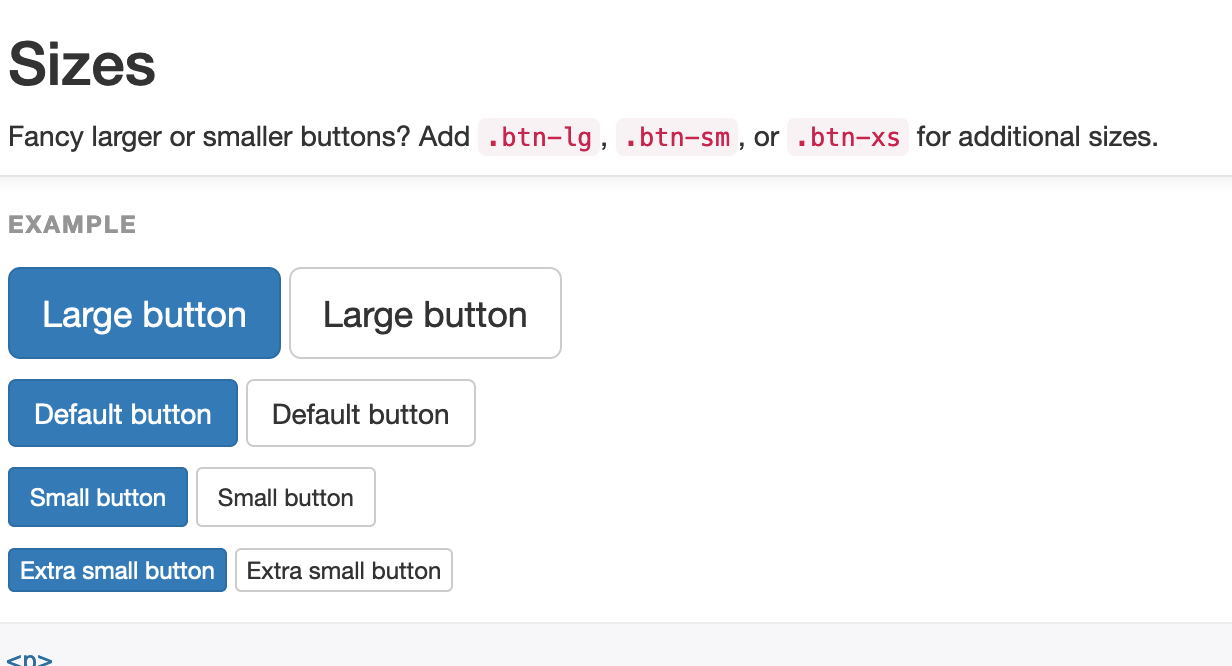 Sizes
Fancy larger or smaller buttons? Add .btn-lg, .btn-sm, or .btn-xs for additional sizes.
EXAMPLE
Large button Large button
Default button Default button
Small button Small button
Extra small button Extra small button
<p>